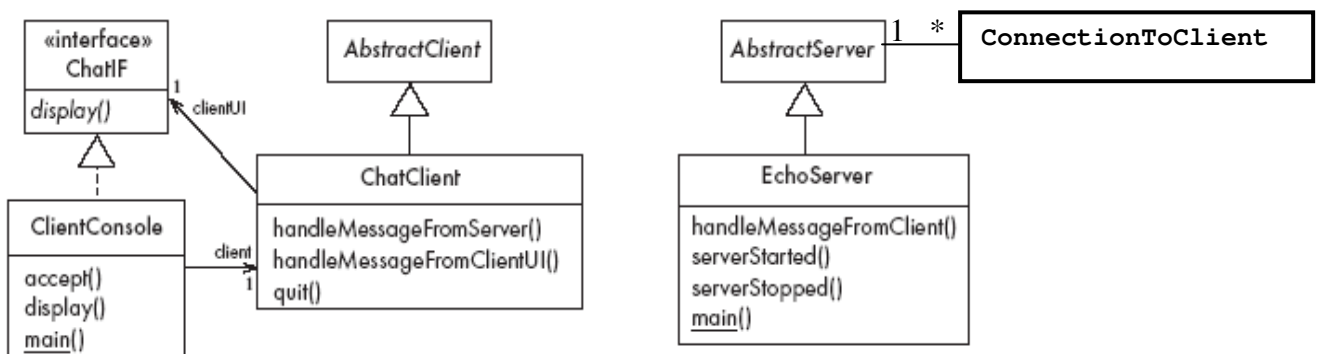 «interface»
ChatIF
display()
1
clientUI
AbstractClient
ChatClient
handleMessageFromServer()
handleMessageFromClientUI()
quit()
ClientConsole
accept()
display()
main()
client
1
AbstractServer
1 *
ConnectionToClient
EchoServer
handleMessageFromClient()
serverStarted()
serverStopped()
main()